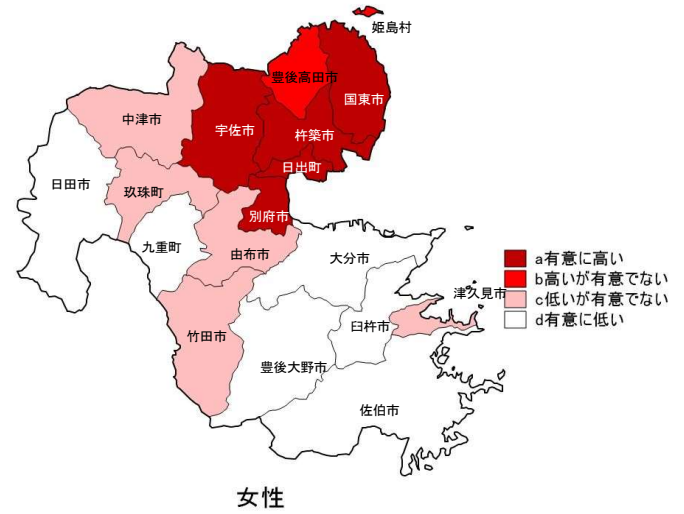 姫島村
豊後高田市
国東市
中津市
宇佐市
杵築市
日出町
日田市
玖珠町
別府市
九重町
由布市
大分市
a有意に高い
b高いが有意でない
c低いが有意でない
d有意に低い
津久見市
臼杵市
竹田市
豊後大野市
佐伯市
女性